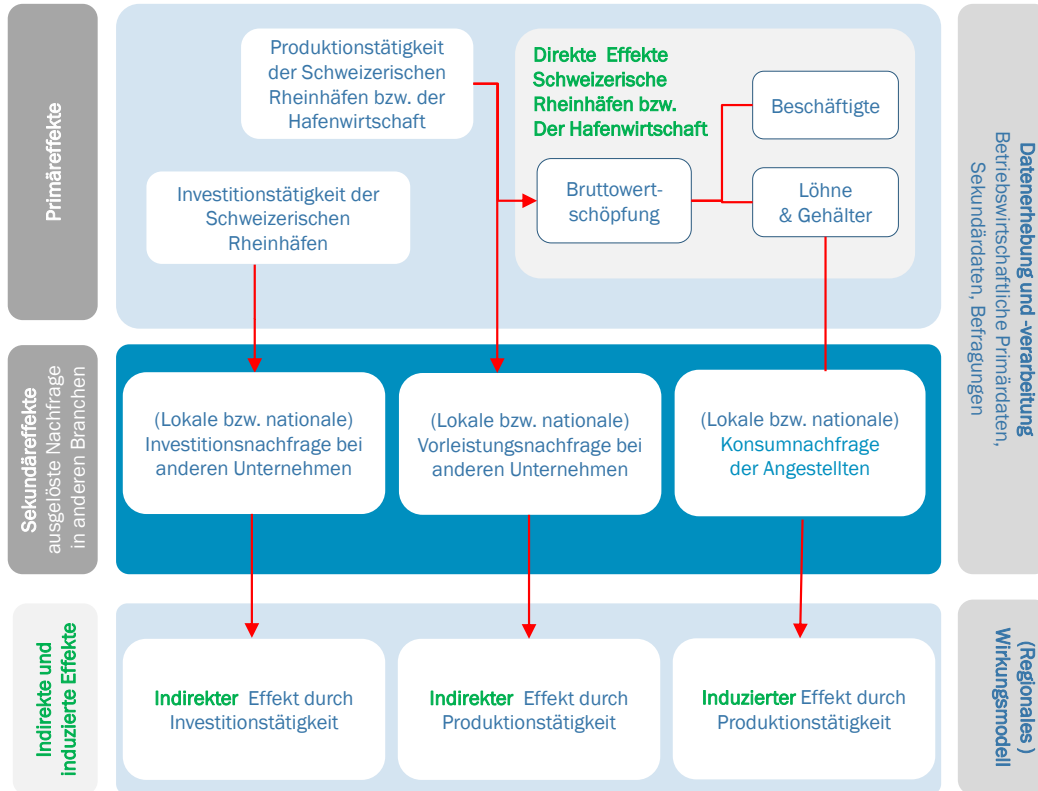 Primäreffekte
Produktionstätigkeit
der Schweizerischen
Rheinhäfen bzw. der
Hafenwirtschaft
Direkte Effekte
Schweizerische
Rheinhäfen bzw.
Der Hafenwirtschaft
Beschäftigte
Investitionstätigkeit der
Schweizerischen
Rheinhäfen
Bruttowert-
schöpfung
Löhne
& Gehälter
Datenerhebung und -verarbeitung
Betriebswirtschaftliche Primärdaten,
Sekundärdaten, Befragungen
Sekundäreffekte
ausgelöste Nachfrage
in anderen Branchen
(Lokale bzw. nationale)
Investitionsnachfrage bei
anderen Unternehmen
(Lokale bzw. nationale)
Vorleistungsnachfrage bei
anderen Unternehmen
(Lokale bzw. nationale)
Konsumnachfrage
der Angestellten
Indirekte und
induzierte Effekte
Indirekter Effekt durch
Investitionstätigkeit
Indirekter Effekt durch
Produktionstätigkeit
Induzierter Effekt durch
Produktionstätigkeit
(Regionales )
Wirkungsmodell